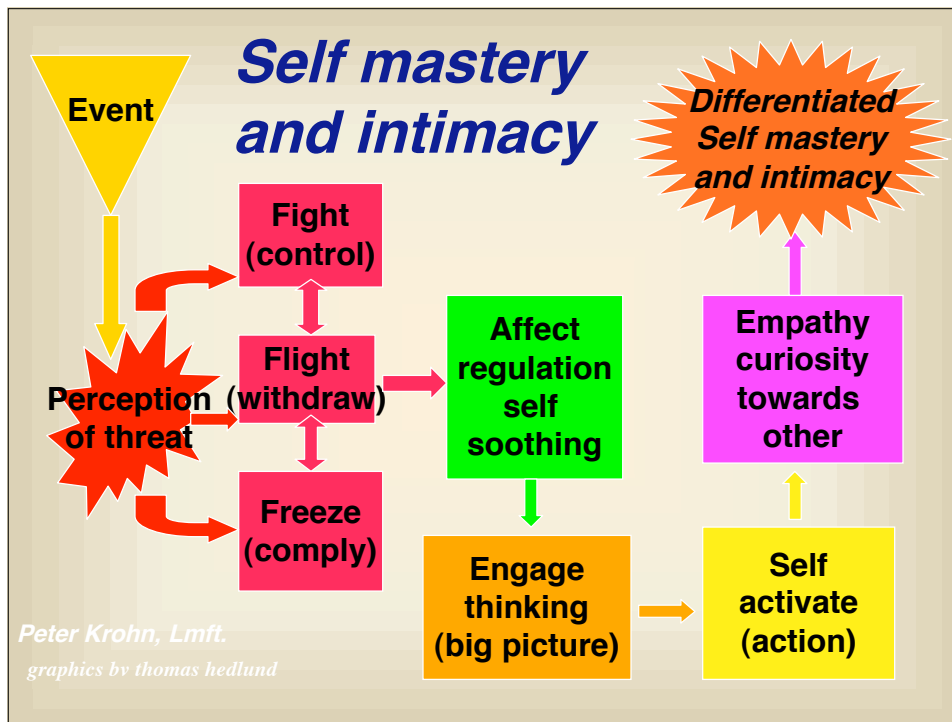 Self mastery
and intimacy
Event
Perception
of threat
Fight
(control)
Flight
(withdraw)
Freeze
(comply)
Affect
regulation
self
soothing
Engage
thinking
(big picture)
Self
activate
(action)
Empathy
curiosity
towards
other
Differentiated
Self mastery
and intimacy
Peter Krohn, Lmft.
graphics by thomas hedlund